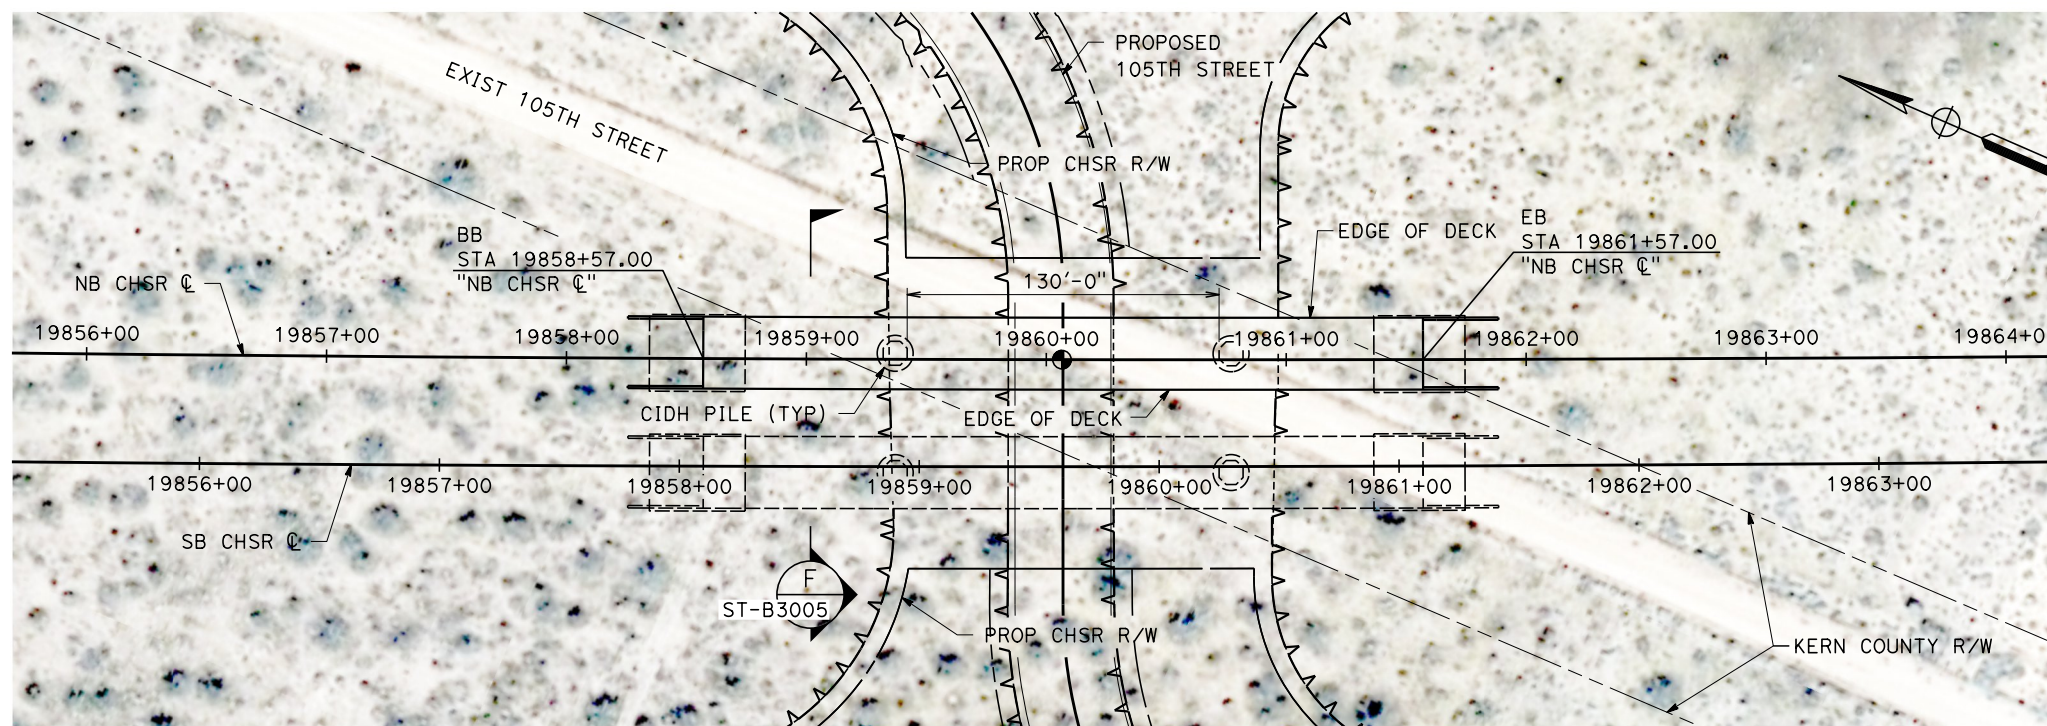 PROPOSED
105TH STREET
EXIST 105TH STREET
PROP CHSR R/W
BB
STA 19858+57.00
"NB CHSR ℄"
EDGE OF DECK
EB
STA 19861+57.00
"NB CHSR ℄"
NB CHSR ℄
130'-0"
19856+00
19857+00
19858+00
19859+00
19860+00
19861+00
19862+00
19863+00
19864+0
CIDH PILE (TYP)
EDGE OF DECK
19856+00
19857+00
19858+00
19859+00
19860+00
19861+00
19862+00
19863+00
SB CHSR ℄
F
ST-B3005
PROP CHSR R/W
KERN COUNTY R/W